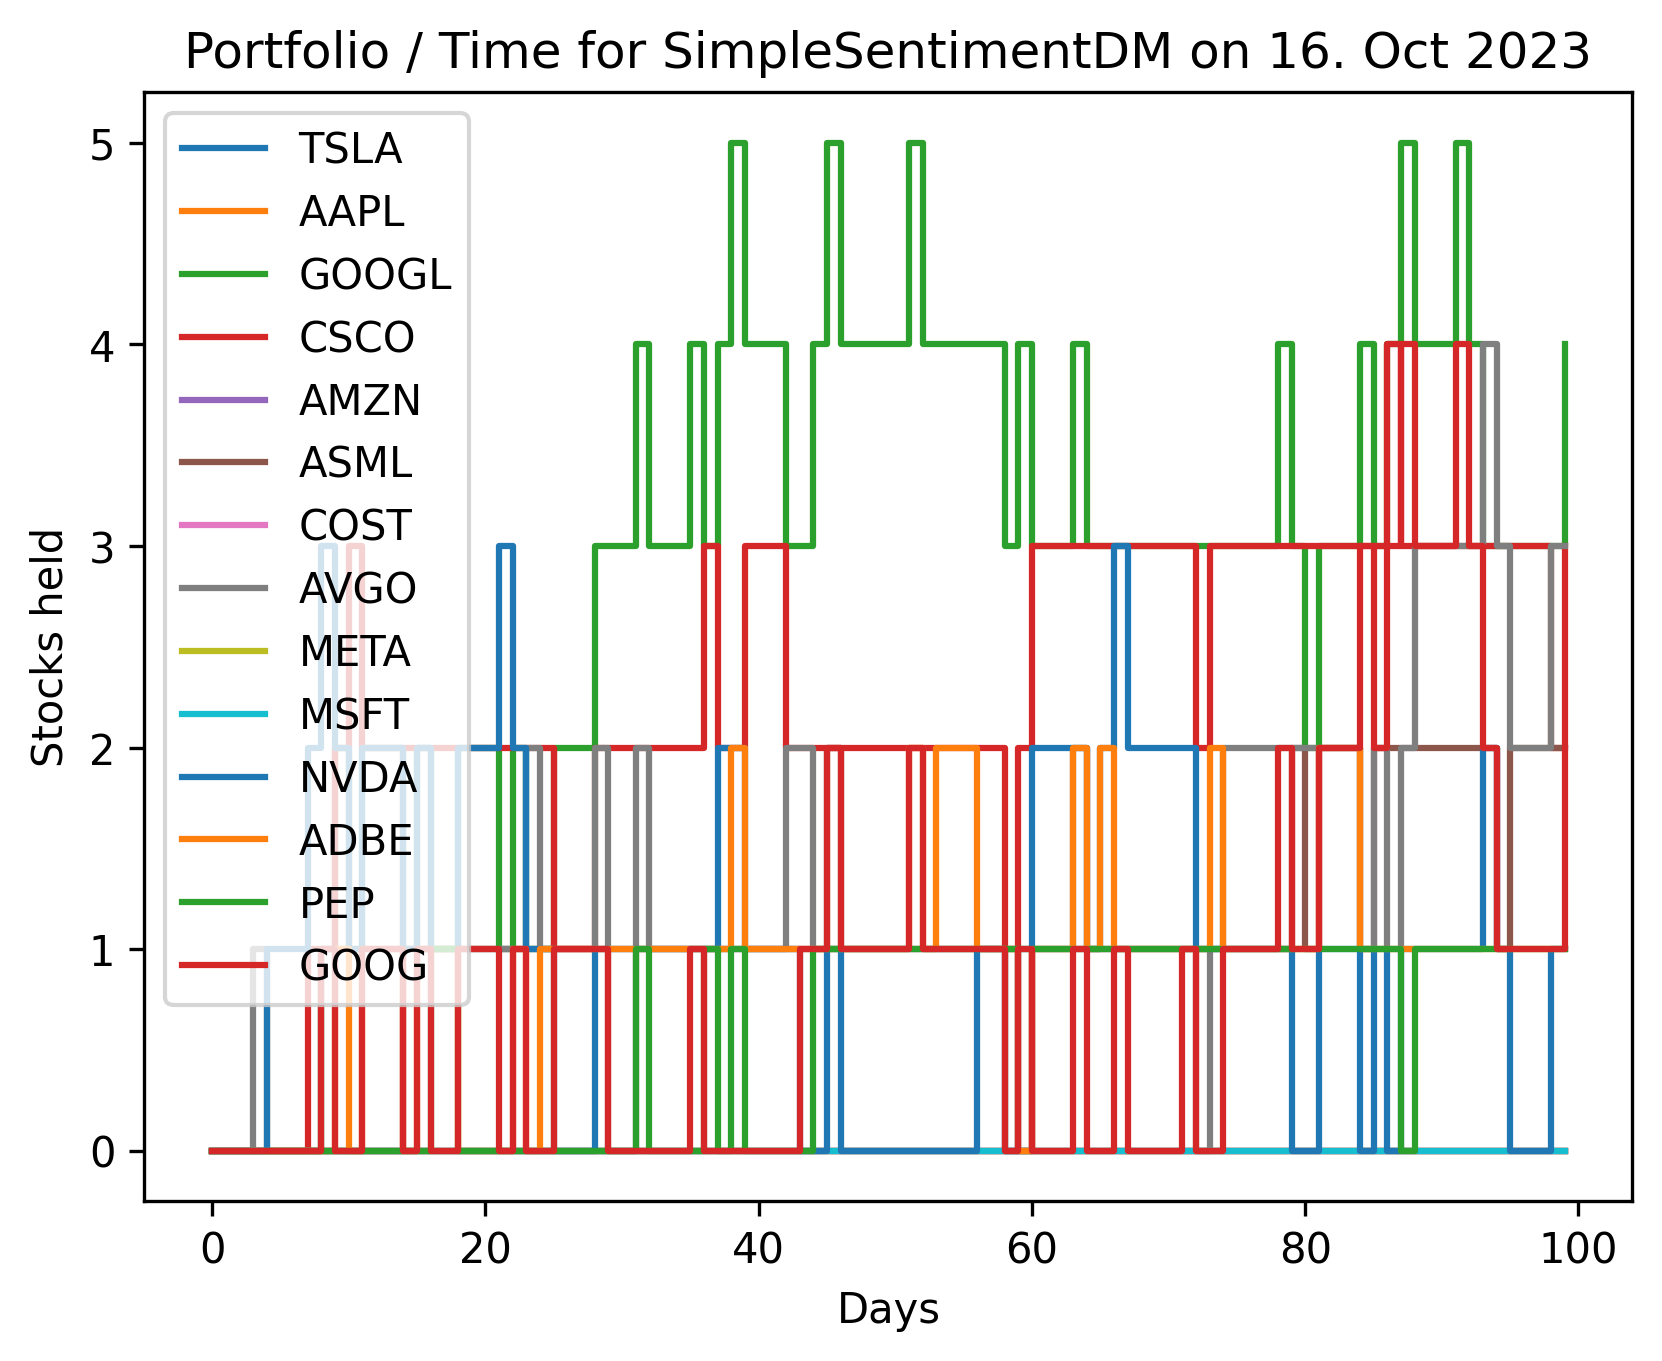 Portfolio / Time for SimpleSentimentDM on 16. Oct 2023
5
4
3
2
1
0
Stocks held
TSLA
AAPL
GOOGL
CSCO
AMZN
ASML
COST
AVGO
META
MSFT
NVDA
ADBE
PEP
GOOG
0 20 40 60 80 100
Days